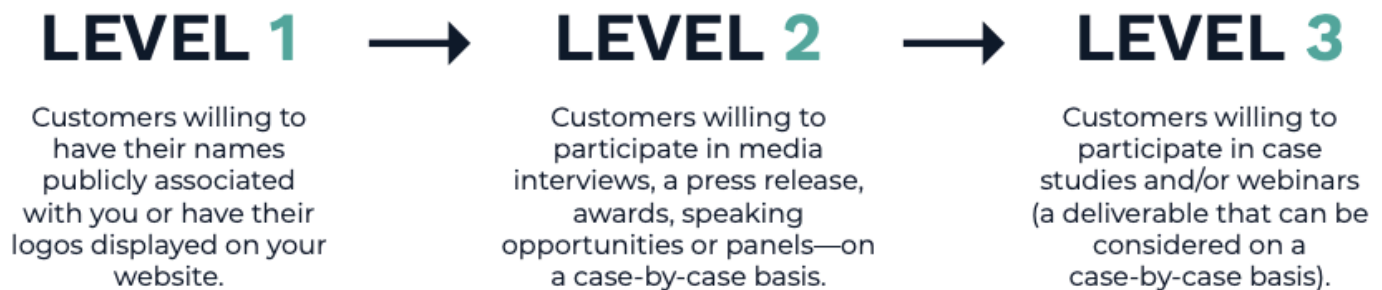 LEVEL 1
Customers willing to
have their names
publicly associated
with you or have their
logos displayed on your
website.
LEVEL 2
Customers willing to
participate in media
interviews, a press release,
awards, speaking
opportunities or panels—on
a case-by-case basis.
LEVEL 3
Customers willing to
participate in case
studies and/or webinars
(a deliverable that can be
considered on a
case-by-case basis).